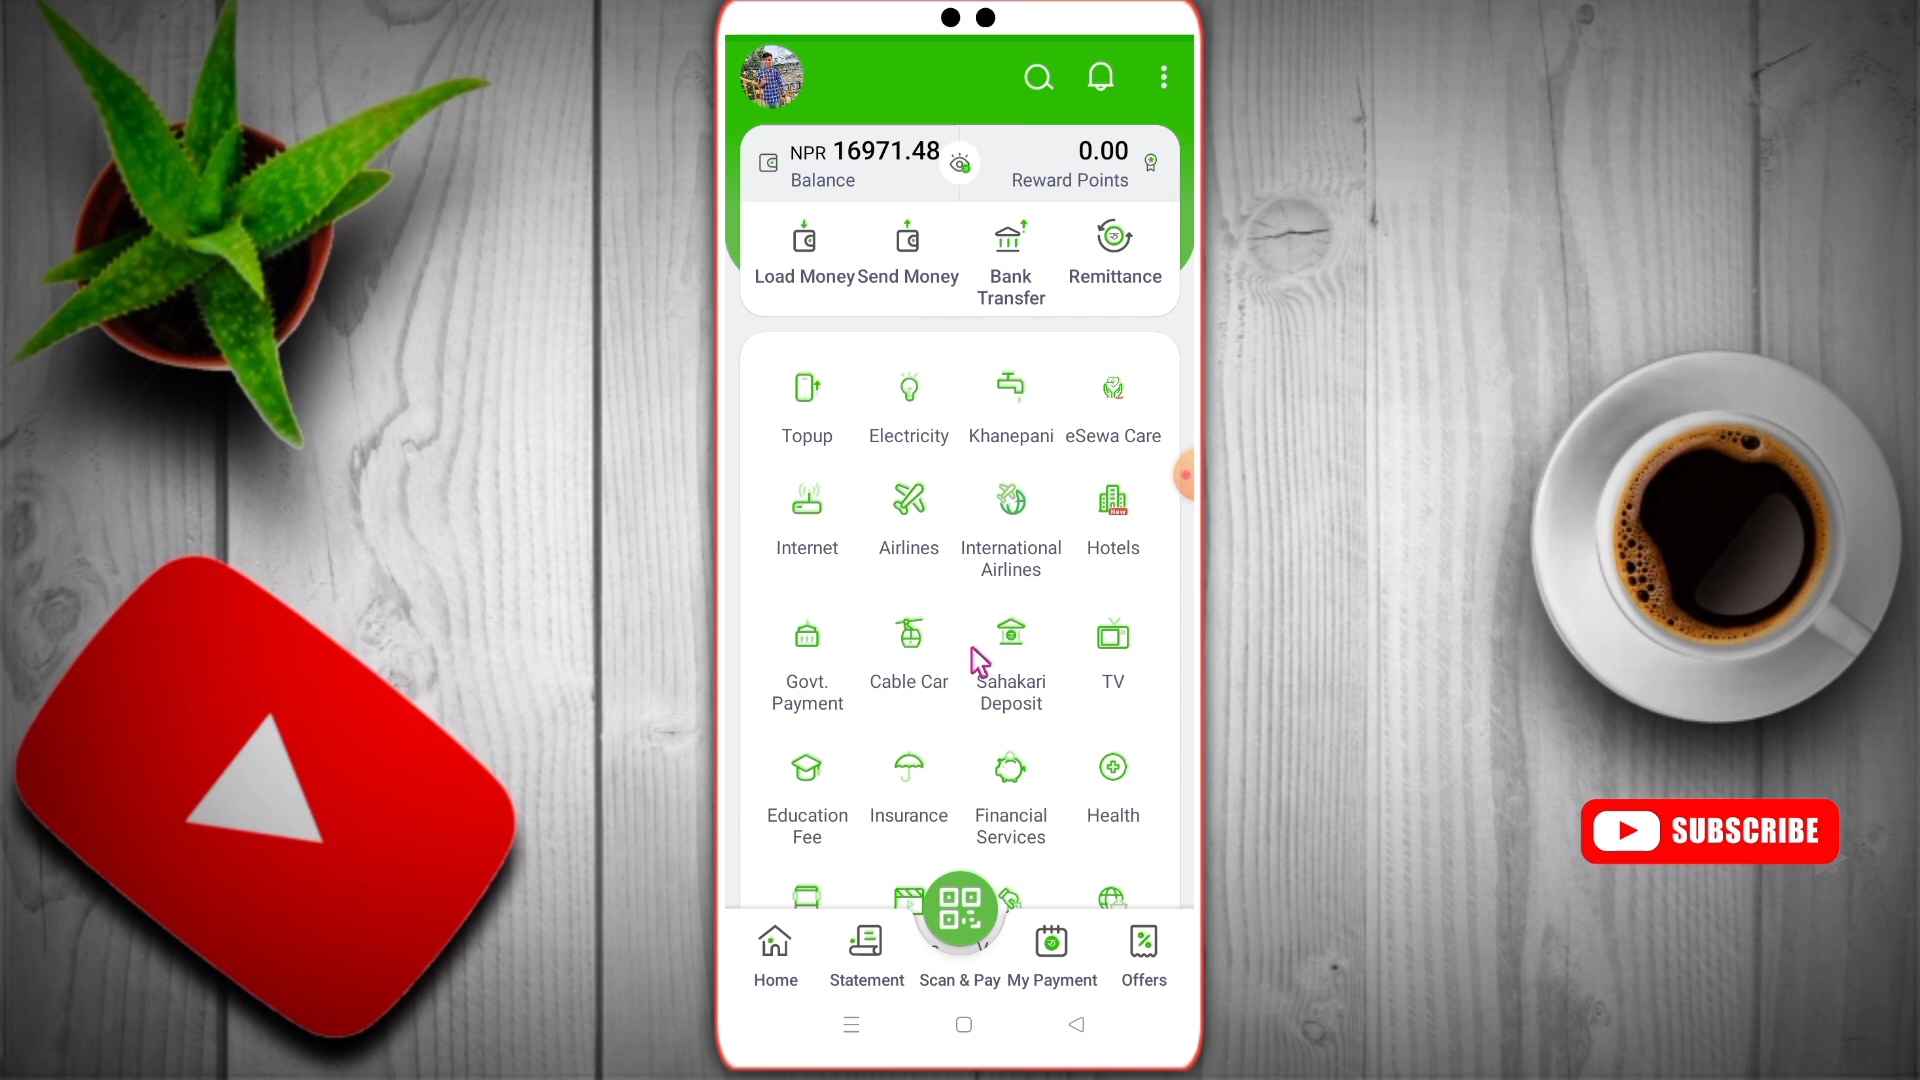 NPR 16971.48 0.00
Balance Reward Points
Load Money Send Money Bank Transfer Remittance
Topup Electricity Khanepani eSewa Care
New
Internet Airlines International Airlines Hotels
Govt. Payment Cable Car Sahakari Deposit TV
Education Fee Insurance Financial Services Health
SUBSCRIBE
Home Statement Scan & Pay My Payment Offers